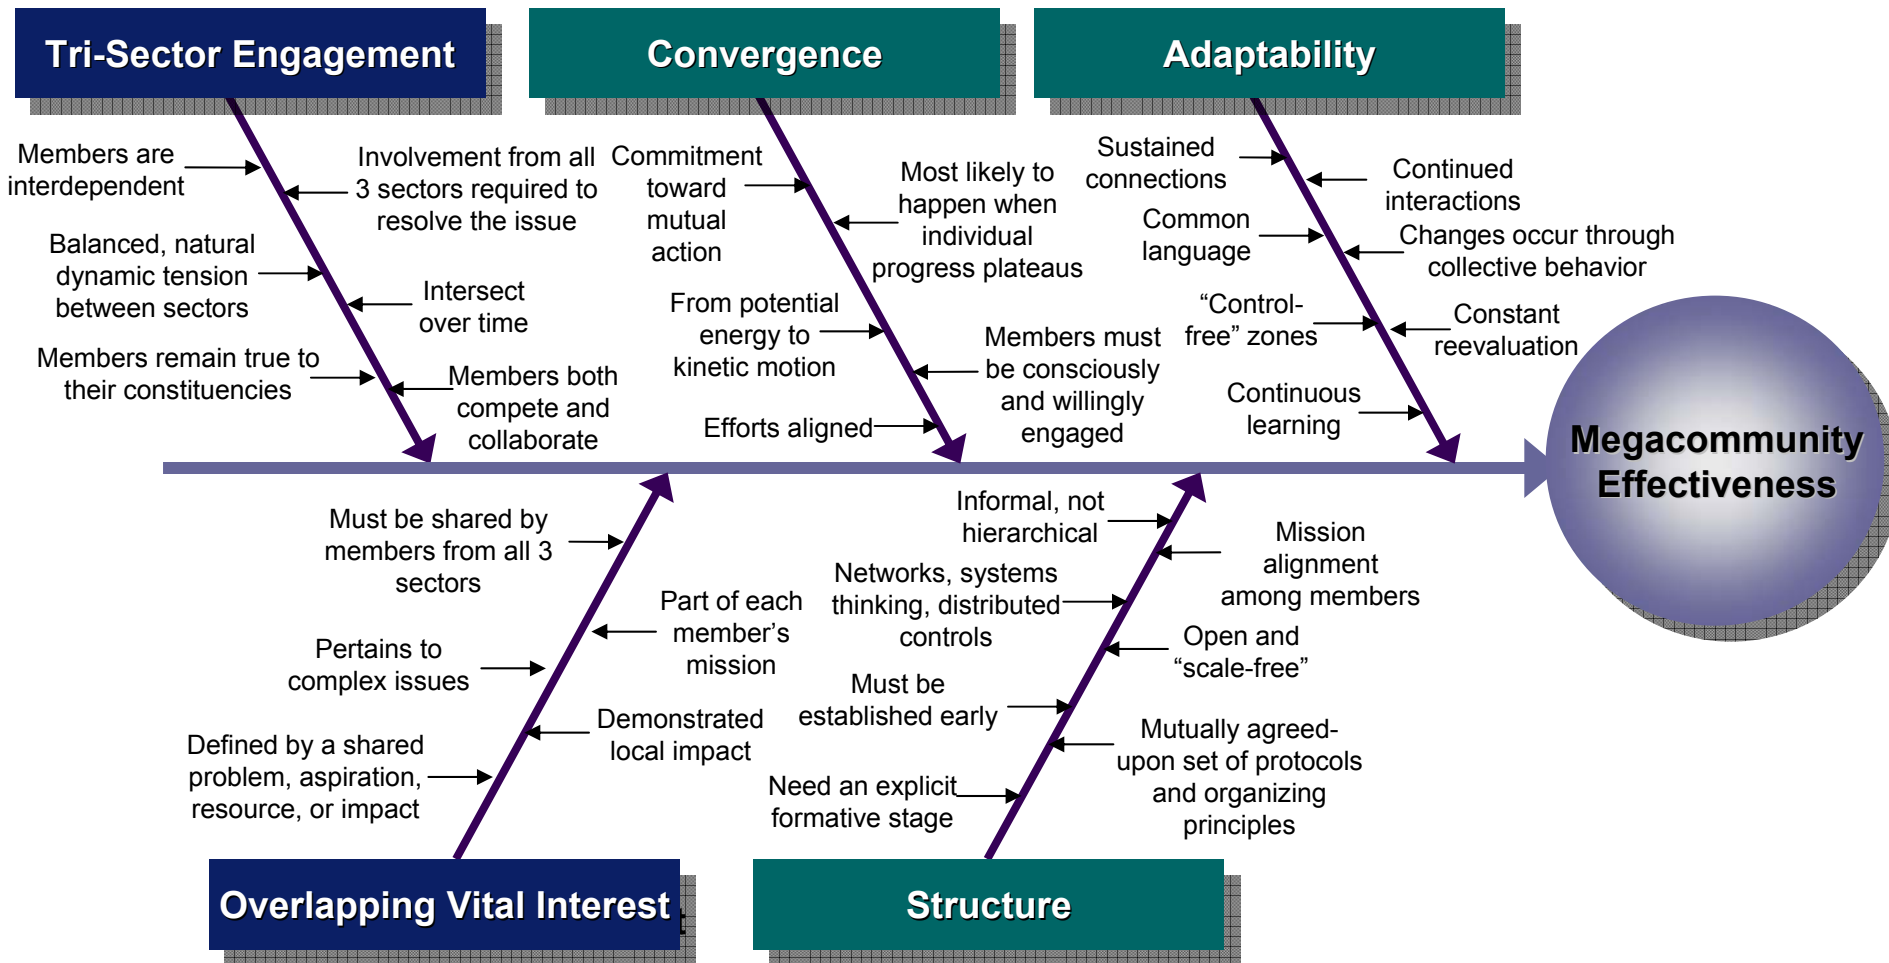 Tri-Sector Engagement
Convergence
Adaptability
Members are
interdependent
Involvement from all
3 sectors required to
resolve the issue
Balanced, natural
dynamic tension
between sectors
Intersect
over time
Members remain true to
their constituencies
Members both
compete and
collaborate
Commitment
toward
mutual
action
Most likely to
happen when
individual
progress plateaus
From potential
energy to
kinetic motion
Members must
be consciously
and willingly
engaged
Efforts aligned
Sustained
connections
Continued
interactions
Common
language
Changes occur through
collective behavior
“Control-
free” zones
Constant
reevaluation
Continuous
learning
Megacommunity
Effectiveness
Must be shared by
members from all 3
sectors
Part of each
member’s
mission
Pertains to
complex issues
Demonstrated
local impact
Defined by a shared
problem, aspiration,
resource, or impact
Informal, not
hierarchical
Mission
alignment
among members
Networks, systems
thinking, distributed
controls
Open and
“scale-free”
Must be
established early
Mutually agreed-
upon set of protocols
and organizing
principles
Need an explicit
formative stage
Overlapping Vital Interest
Structure